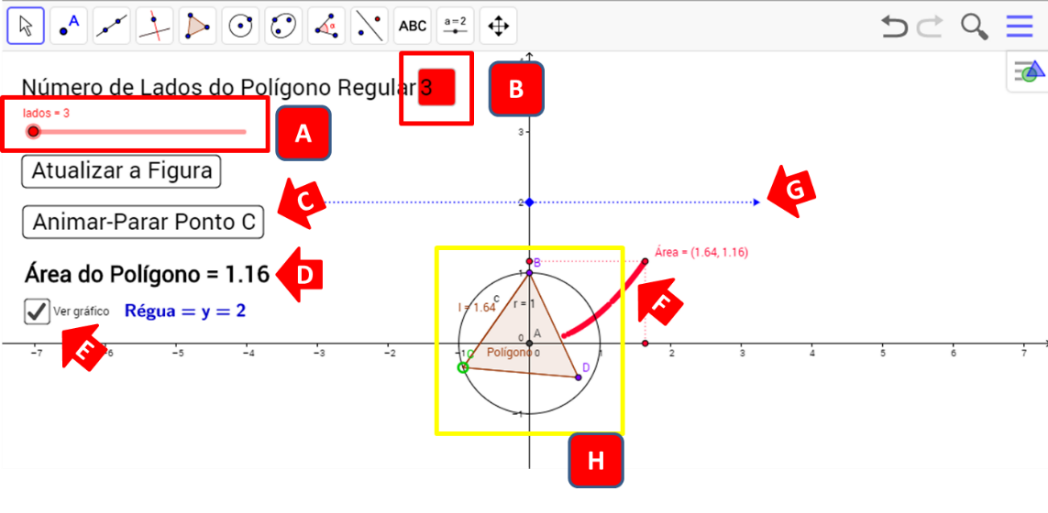 A ABC a=2
Número de Lados do Polígono Regular 3
B
lados = 3
A
3
Atualizar a Figura
C
G
2
Animar-Parar Ponto C
Área = (1.64, 1.16)
B
Área do Polígono = 1.16
D
1
c
l = 1.64
r = 1
F
Ver gráfico
Régua = y = 2
A
0
E
−7 −6 −5 −4 −3 −2 −1 0 1 2 3 4 5 6 7
Polígono
C
D
−1
H